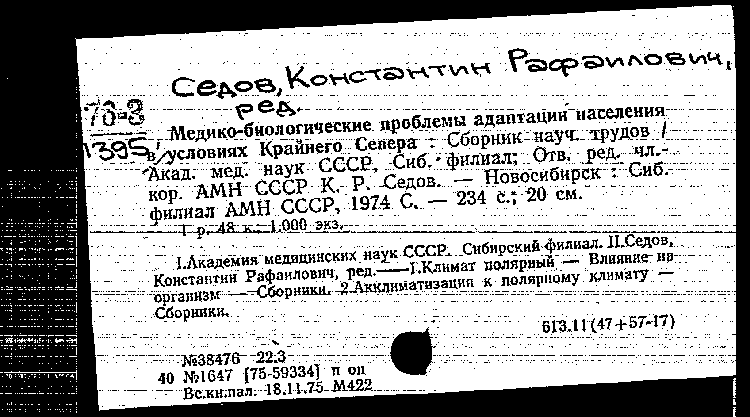 Седов, Константин Рафаилович,
ред.
76-3
1395
Медико-биологические проблемы адаптации населения
в условиях Крайнего Севера : Сборник науч. трудов /
Акад. мед. наук СССР, Сиб. филиал; Отв. ред. чл.-
кор. АМН СССР К. Р. Седов. — Новосибирск : Сиб.
филиал АМН СССР, 1974 С. — 234 с.; 20 см.
1 р. 48 к., 1.000 экз.
I.Академия медицинских наук СССР. Сибирский филиал. II.Седов,
Константин Рафаилович, ред.——1.Климат полярный — Влияние на
организм — Сборники. 2.Акклиматизация к полярному климату —
Сборники.
613.11(47+57-17)
№38476 22.3
40 №1647 [75-59334] п оп
Вс.кн.пал. 18.11.75 М422